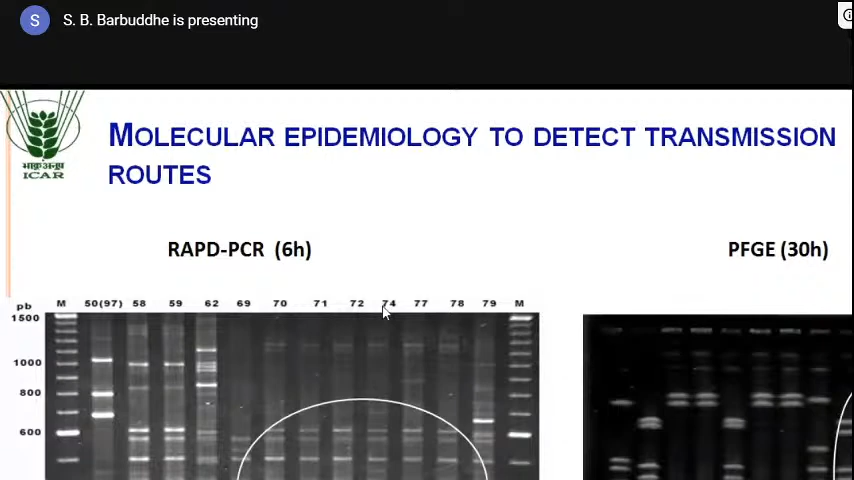 S S. B. Barbuddhe is presenting
MOLECULAR EPIDEMIOLOGY TO DETECT TRANSMISSION
ROUTES
ICAR
RAPD-PCR (6h)
PFGE (30h)
pb M 50(97) 58 59 62 69 70 71 72 74 77 78 79 M
1500
1000
800
600